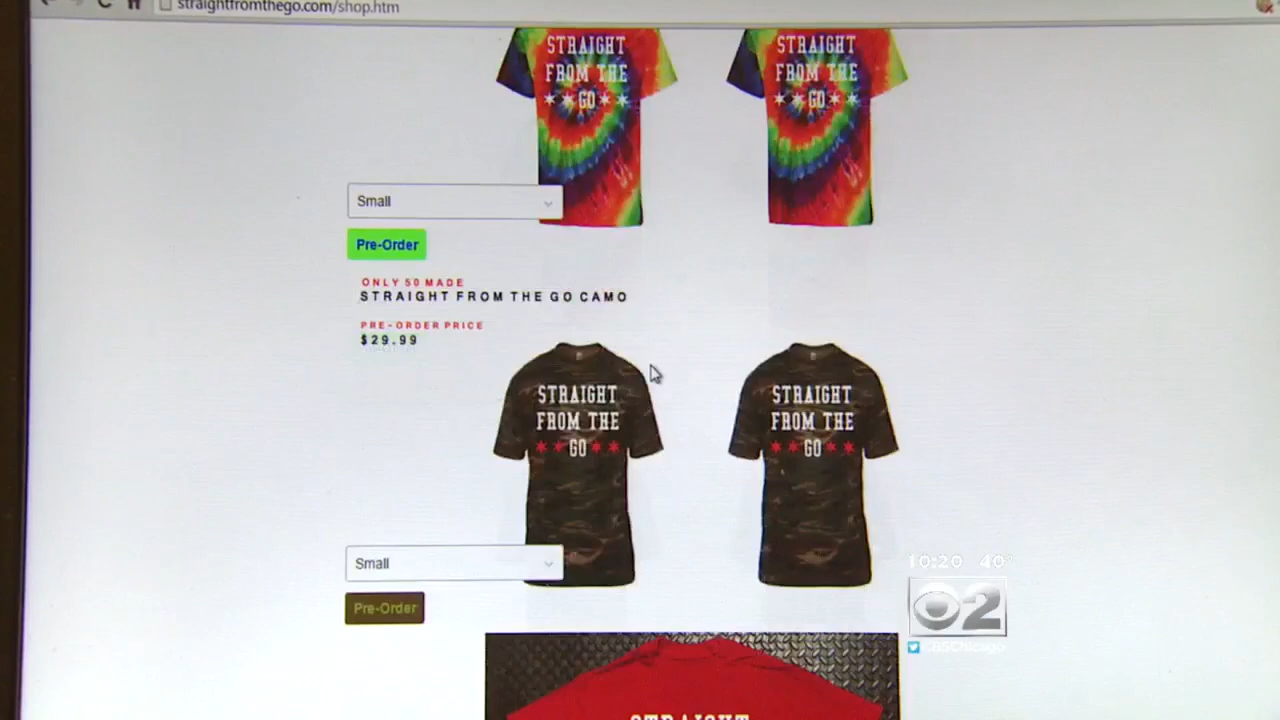 straightfromthego.com/shop.htm
STRAIGHT
FROM THE
GO
STRAIGHT
FROM THE
GO
Small
Pre-Order
ONLY 50 MADE
STRAIGHT FROM THE GO CAMO
PRE-ORDER PRICE
$29.99
STRAIGHT
FROM THE
GO
STRAIGHT
FROM THE
GO
Small
Pre-Order
10:20 40°
2
CBSChicago
STRAIGHT